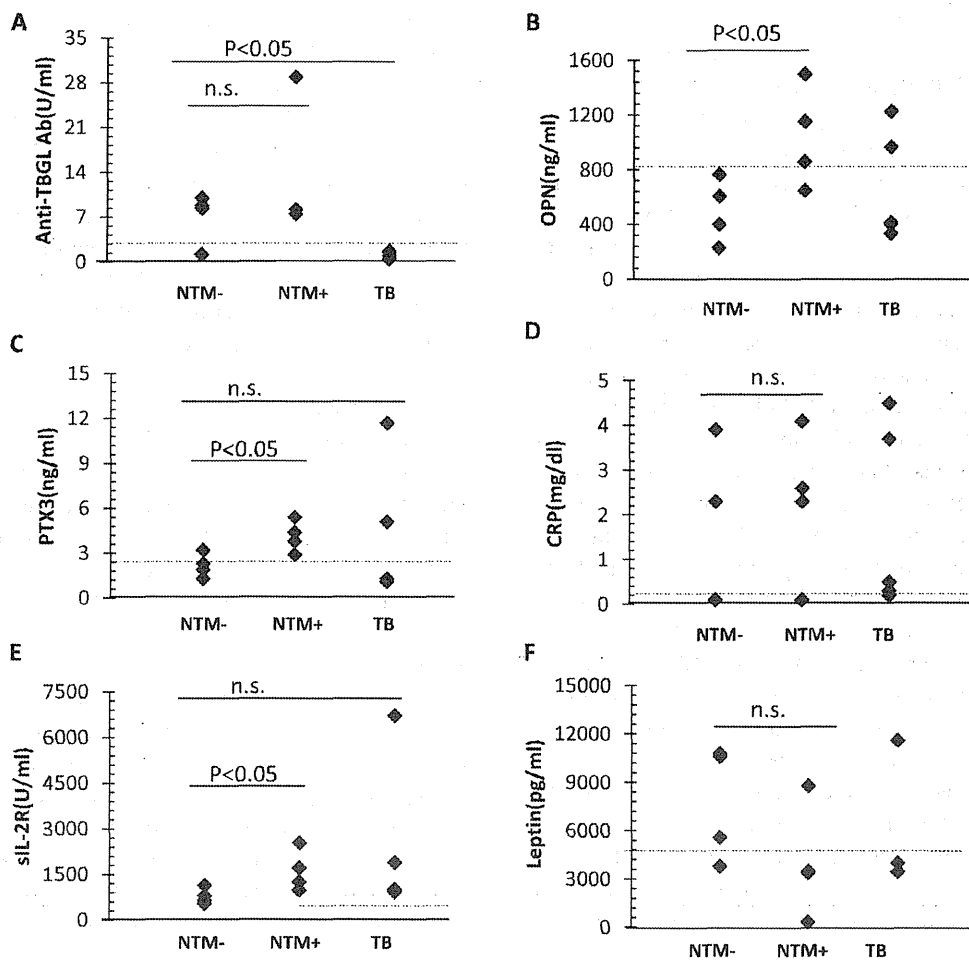 A
Anti-TBGL Ab(U/ml)
35
28
21
14
7
0
P<0.05
n.s.
NTM-
NTM+
TB
B
OPN(ng/ml)
1600
1200
800
400
0
P<0.05
NTM-
NTM+
TB
C
PTX3(ng/ml)
15
12
9
6
3
0
n.s.
P<0.05
NTM-
NTM+
TB
D
CRP(mg/dl)
5
4
3
2
1
0
n.s.
NTM-
NTM+
TB
E
sIL-2R(U/ml)
7500
6000
4500
3000
1500
0
n.s.
P<0.05
NTM-
NTM+
TB
F
Leptin(pg/ml)
15000
12000
9000
6000
3000
0
n.s.
NTM-
NTM+
TB